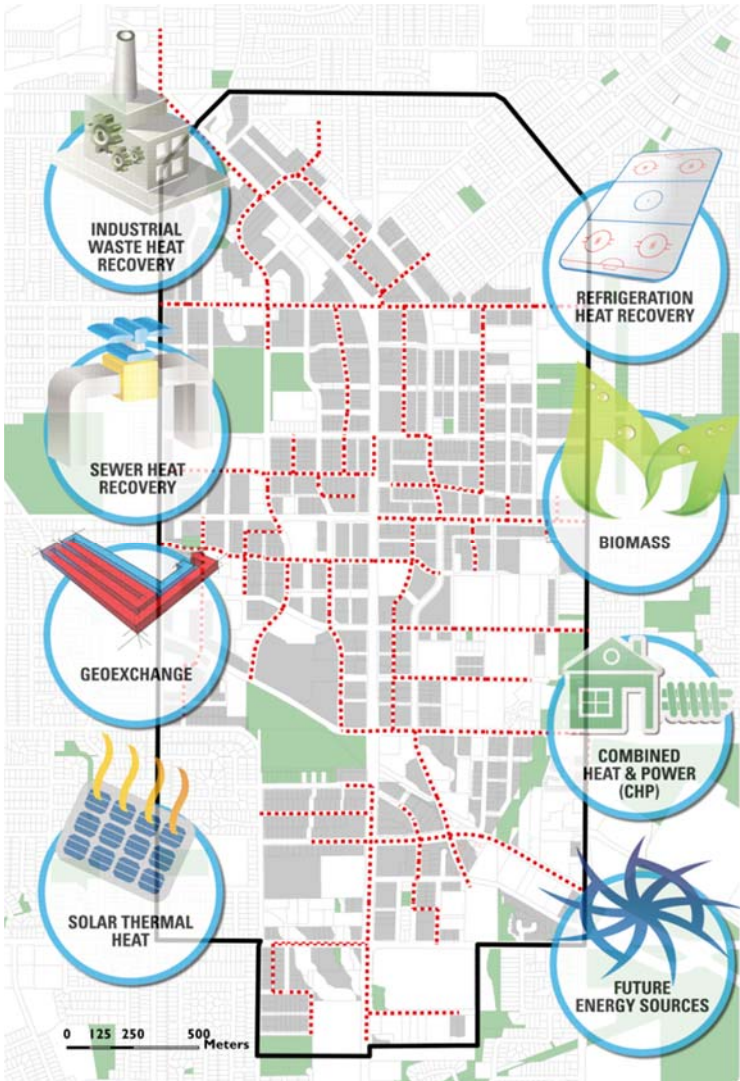 INDUSTRIAL
WASTE HEAT
RECOVERY
REFRIGERATION
HEAT RECOVERY
SEWER HEAT
RECOVERY
BIOMASS
GEOEXCHANGE
COMBINED
HEAT & POWER
(CHP)
SOLAR THERMAL
HEAT
FUTURE
ENERGY SOURCES
0 125 250 500
Meters